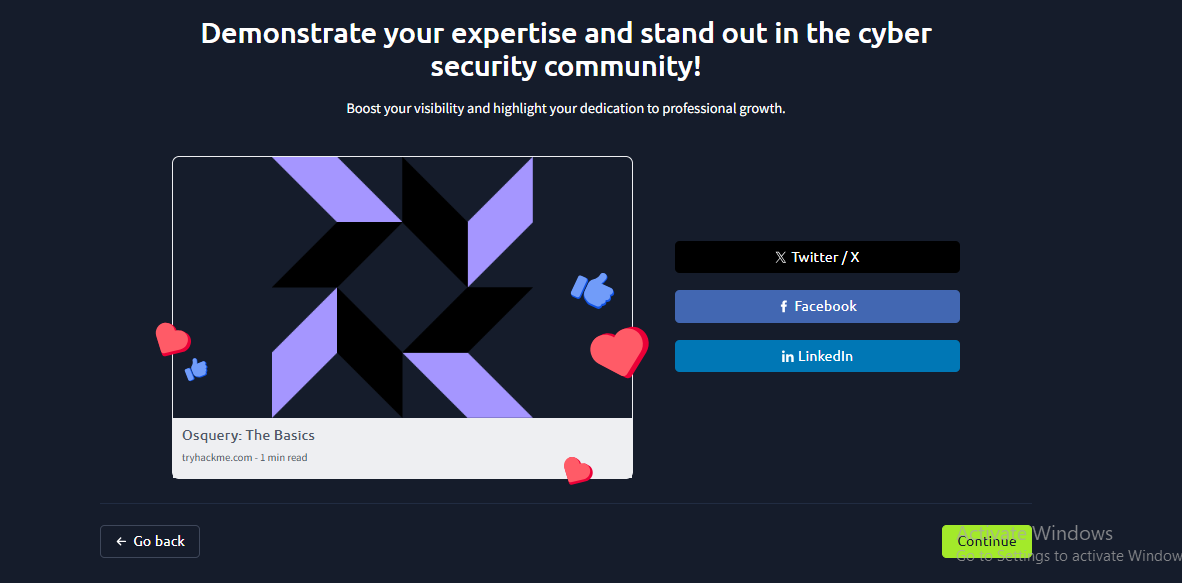 Demonstrate your expertise and stand out in the cyber
security community!
Boost your visibility and highlight your dedication to professional growth.
𝕏 Twitter / X
Facebook
LinkedIn
Osquery: The Basics
tryhackme.com - 1 min read
← Go back
Continue
Activate Windows
Go to Settings to activate Window